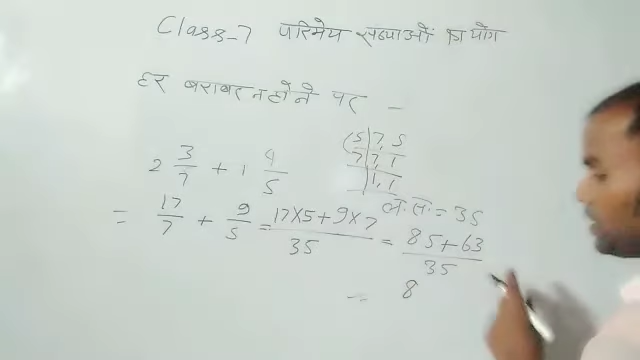 Class-7 परिमेय संख्याओं का योग
हर बराबर न होने पर –
2 3/7 + 1 4/5
5 | 7, 5
7 | 7, 1
| 1, 1
ल. स. = 35
= 17/7 + 9/5 = 17×5+9×7/35 = 85+63/35
= 8